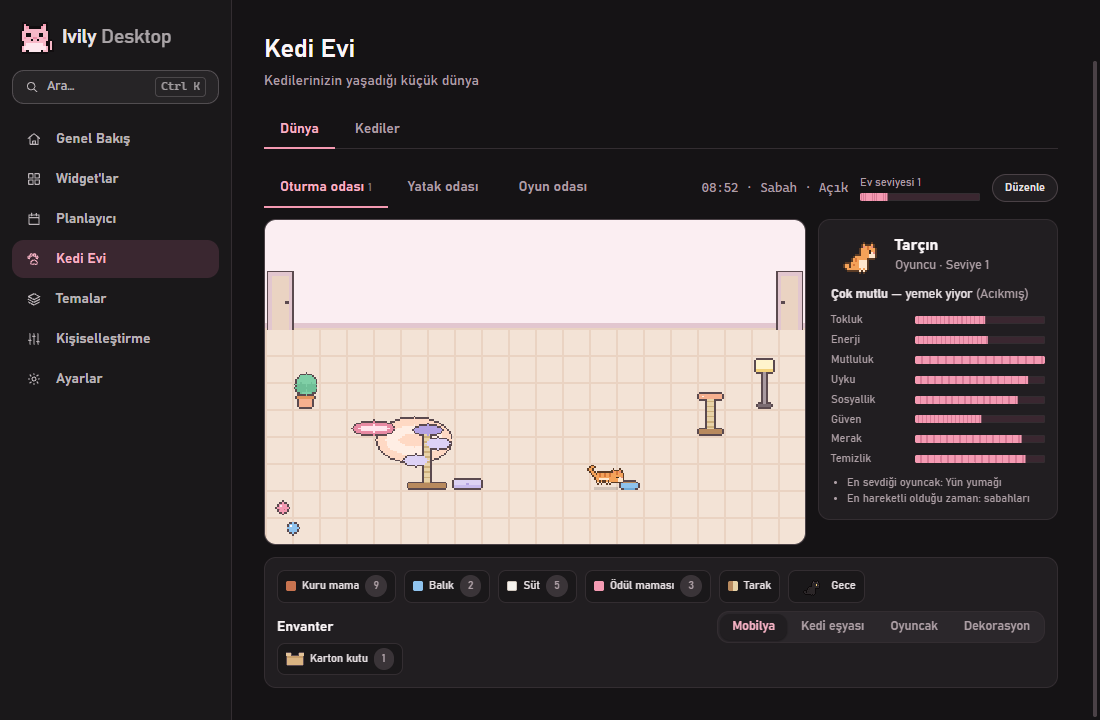 Ivily Desktop
Ara...
Ctrl K
Genel Bakış
Widget'lar
Planlayıcı
Kedi Evi
Temalar
Kişiselleştirme
Ayarlar
Kedi Evi
Kedilerinizin yaşadığı küçük dünya
Dünya
Kediler
Oturma odası 1
Yatak odası
Oyun odası
08:52 · Sabah · Açık
Ev seviyesi 1
Düzenle
Tarçın
Oyuncu · Seviye 1
Çok mutlu — yemek yiyor (Acıkmış)
Tokluk
Enerji
Mutluluk
Uyku
Sosyallik
Güven
Merak
Temizlik
• En sevdiği oyuncak: Yün yumağı
• En hareketli olduğu zaman: sabahları
Kuru mama 9
Balık 2
Süt 5
Ödül maması 3
Tarak
Gece
Envanter
Mobilya
Kedi eşyası
Oyuncak
Dekorasyon
Karton kutu 1